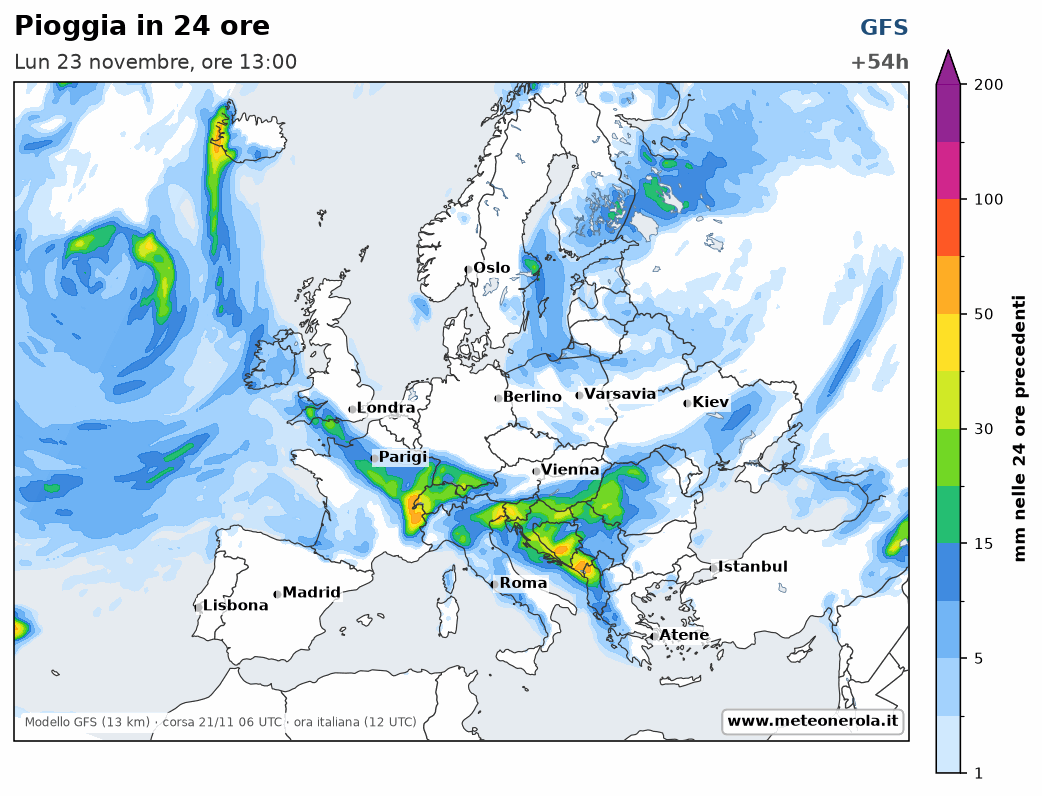 Pioggia in 24 ore
GFS
Lun 23 novembre, ore 13:00
+54h
Oslo
Berlino
Varsavia
Kiev
Londra
Parigi
Vienna
Istanbul
Roma
Madrid
Lisbona
Atene
Modello GFS (13 km) · corsa 21/11 06 UTC · ora italiana (12 UTC)
www.meteonerola.it
200
100
50
30
15
5
1
mm nelle 24 ore precedenti